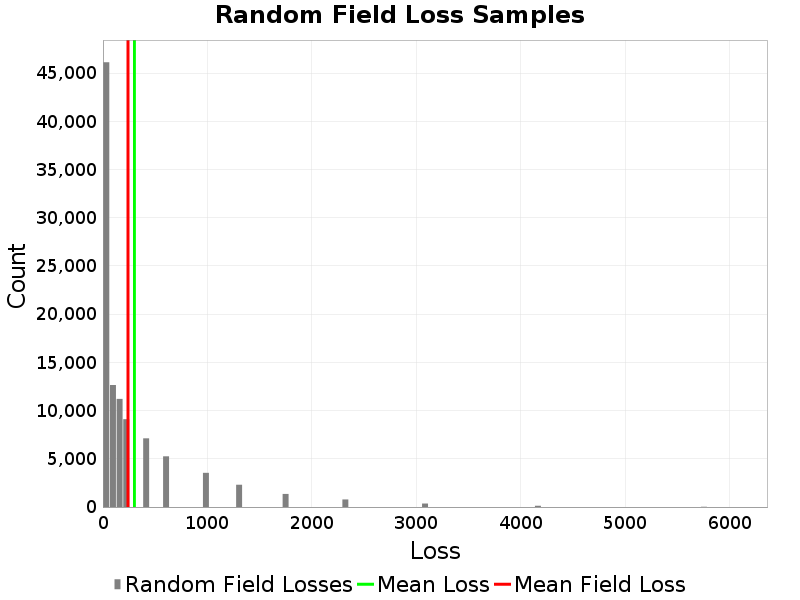 Random Field Loss Samples
Count
45,000
40,000
35,000
30,000
25,000
20,000
15,000
10,000
5,000
0
0 1000 2000 3000 4000 5000 6000
Loss
Random Field Losses Mean Loss Mean Field Loss